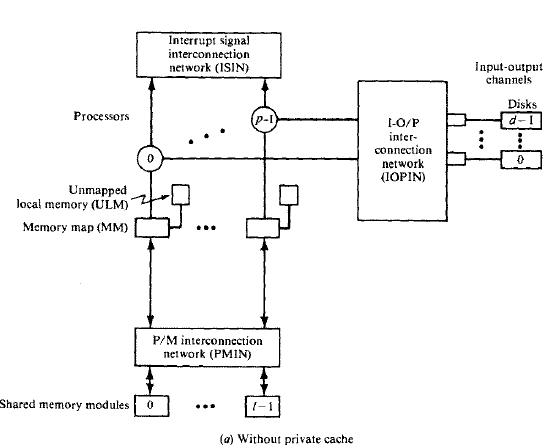 Interrupt signal
interconnection
network (ISIN)
Input-output
channels
Processors
p-1
I-O/P
inter-
connection
network
(IOPIN)
Disks
d-1
0
0
Unmapped
local memory (ULM)
Memory map (MM)
P/M interconnection
network (PMIN)
Shared memory modules
0
l-1
(a) Without private cache